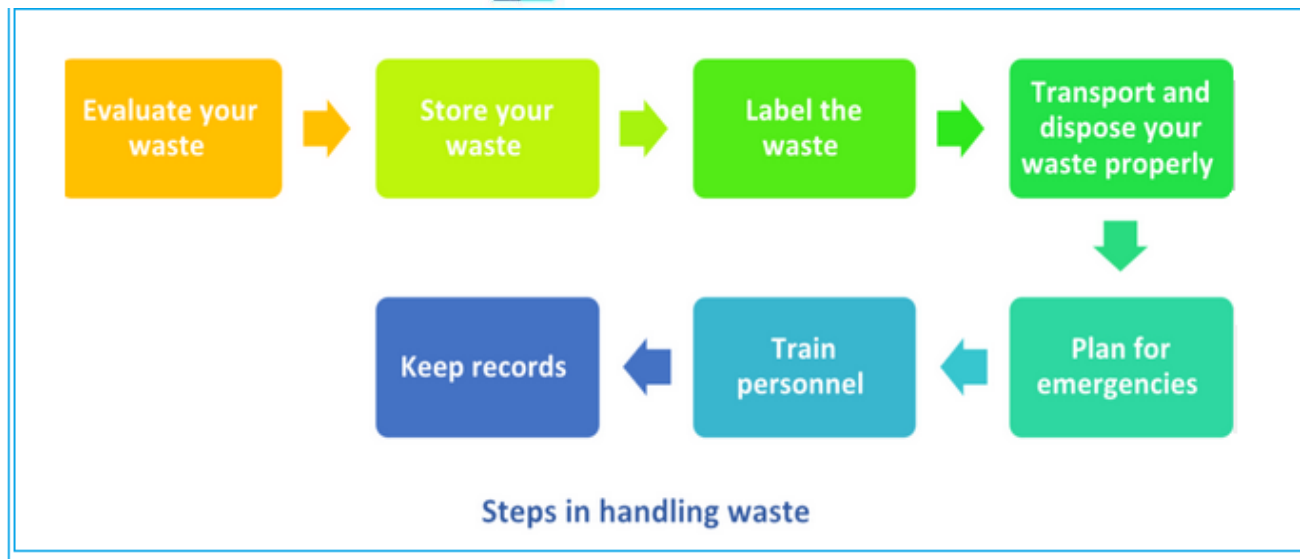 Evaluate your
waste
Store your
waste
Label the
waste
Transport and
dispose your
waste properly
Plan for
emergencies
Train
personnel
Keep records
Steps in handling waste